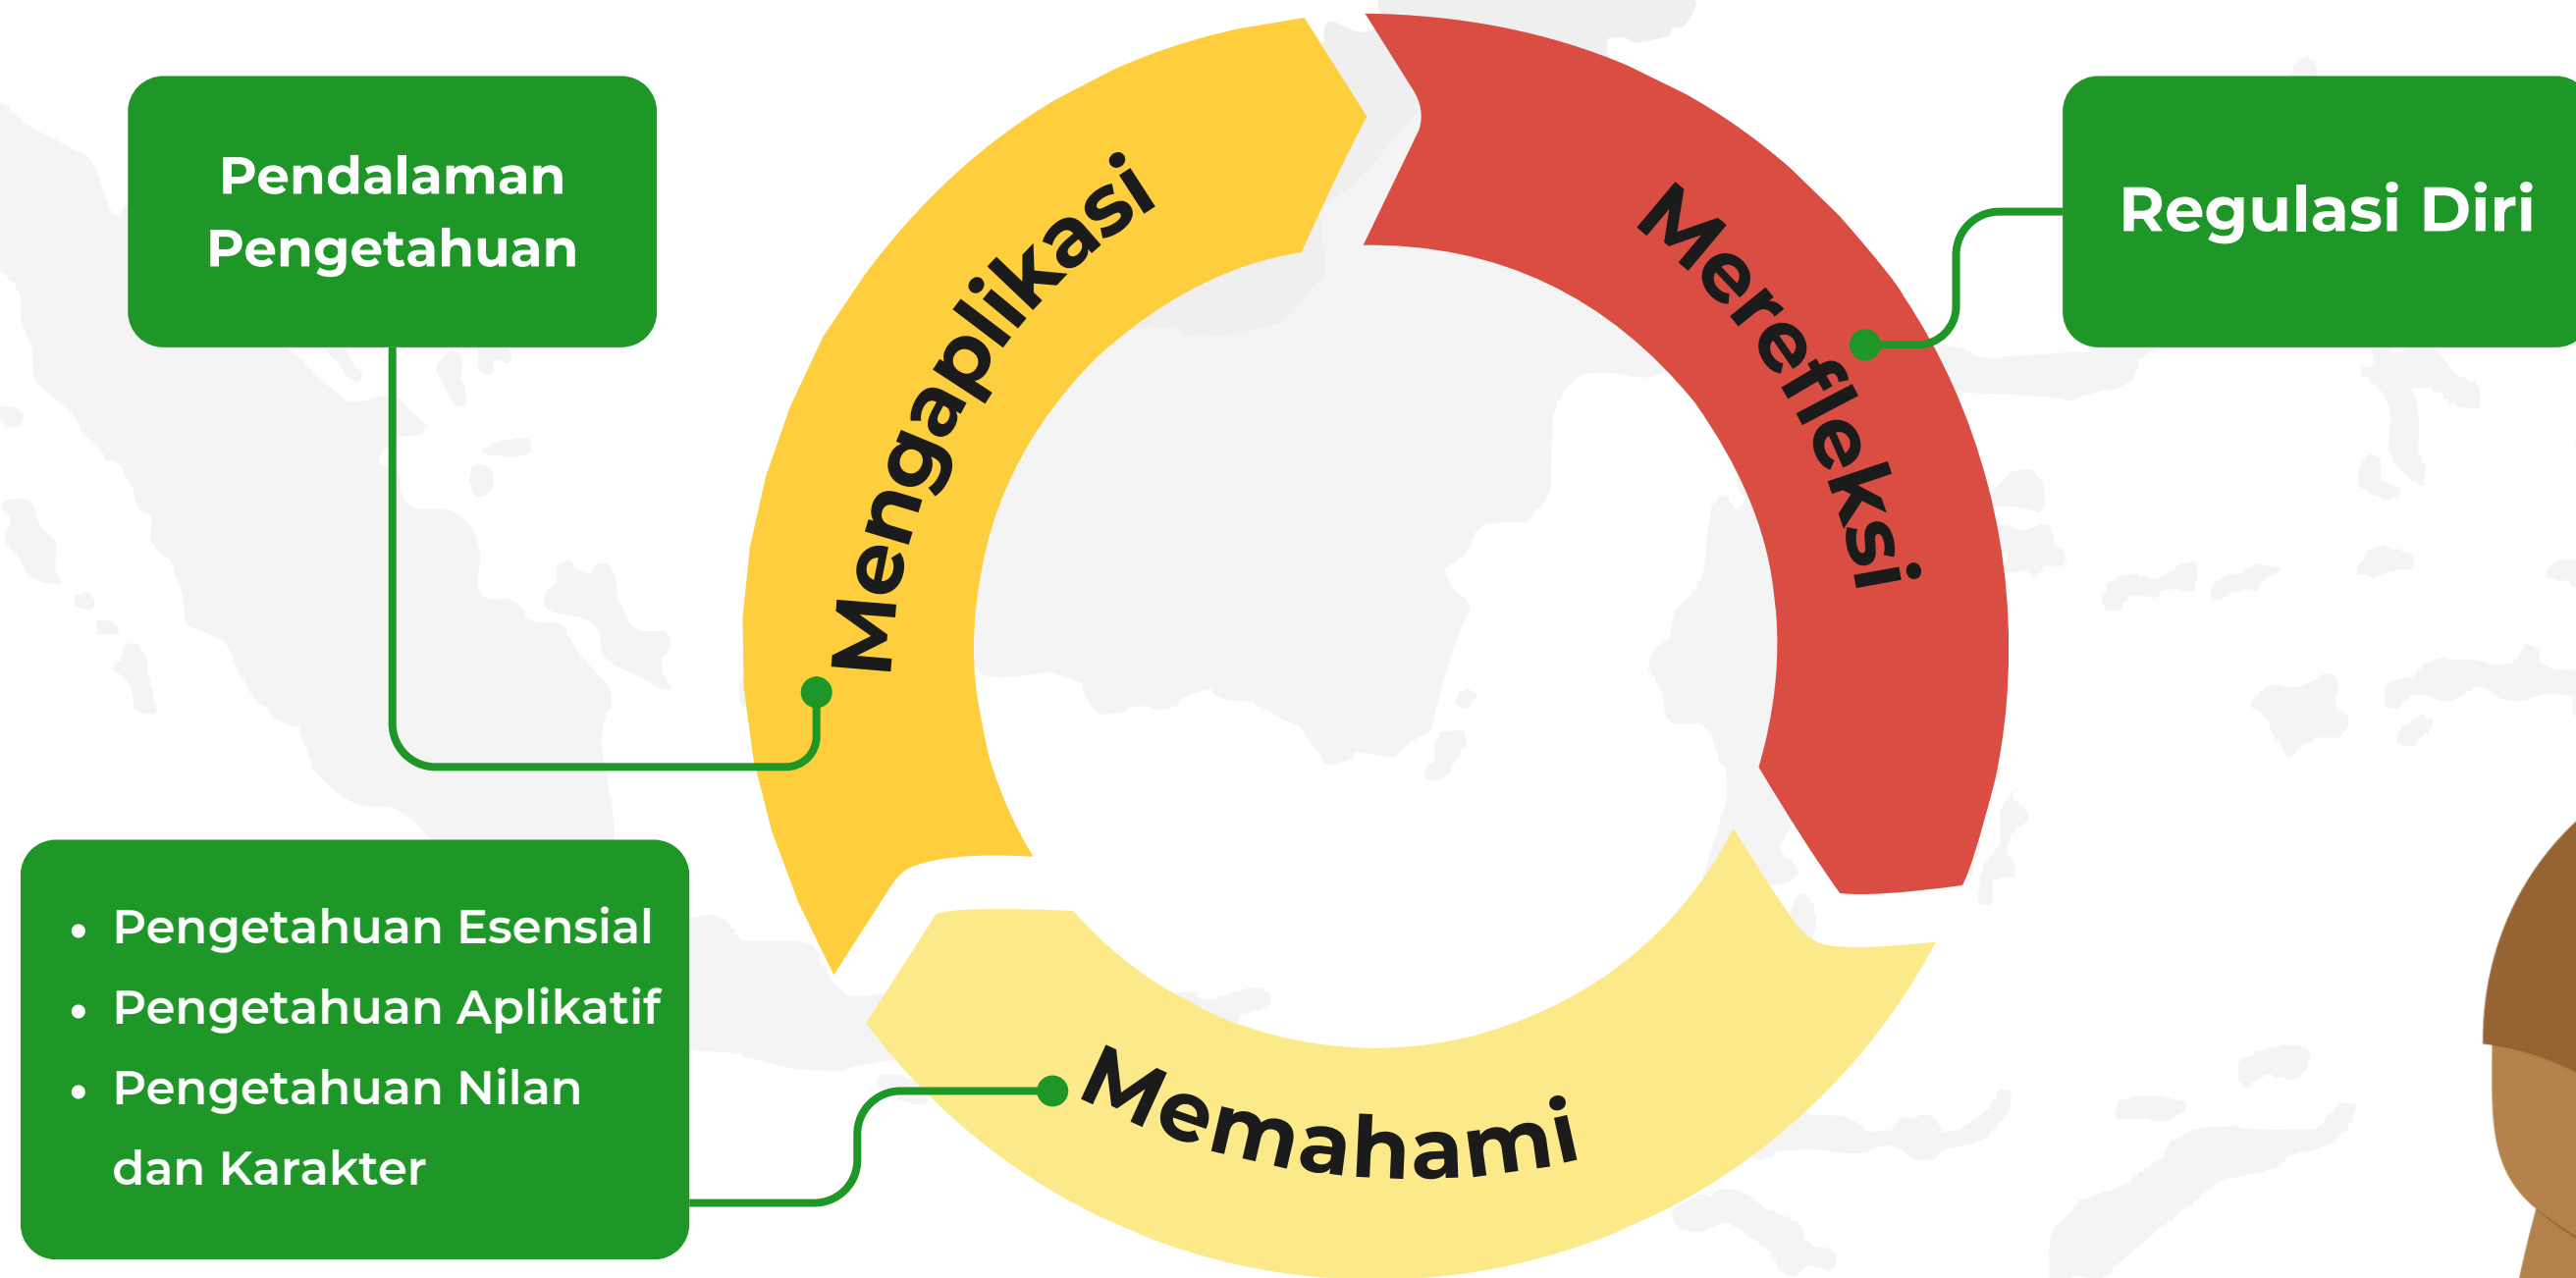 Pendalaman
Pengetahuan
Mengaplikasi
Merefleksi
Regulasi Diri
• Pengetahuan Esensial
• Pengetahuan Aplikatif
• Pengetahuan Nilan
dan Karakter
Memahami